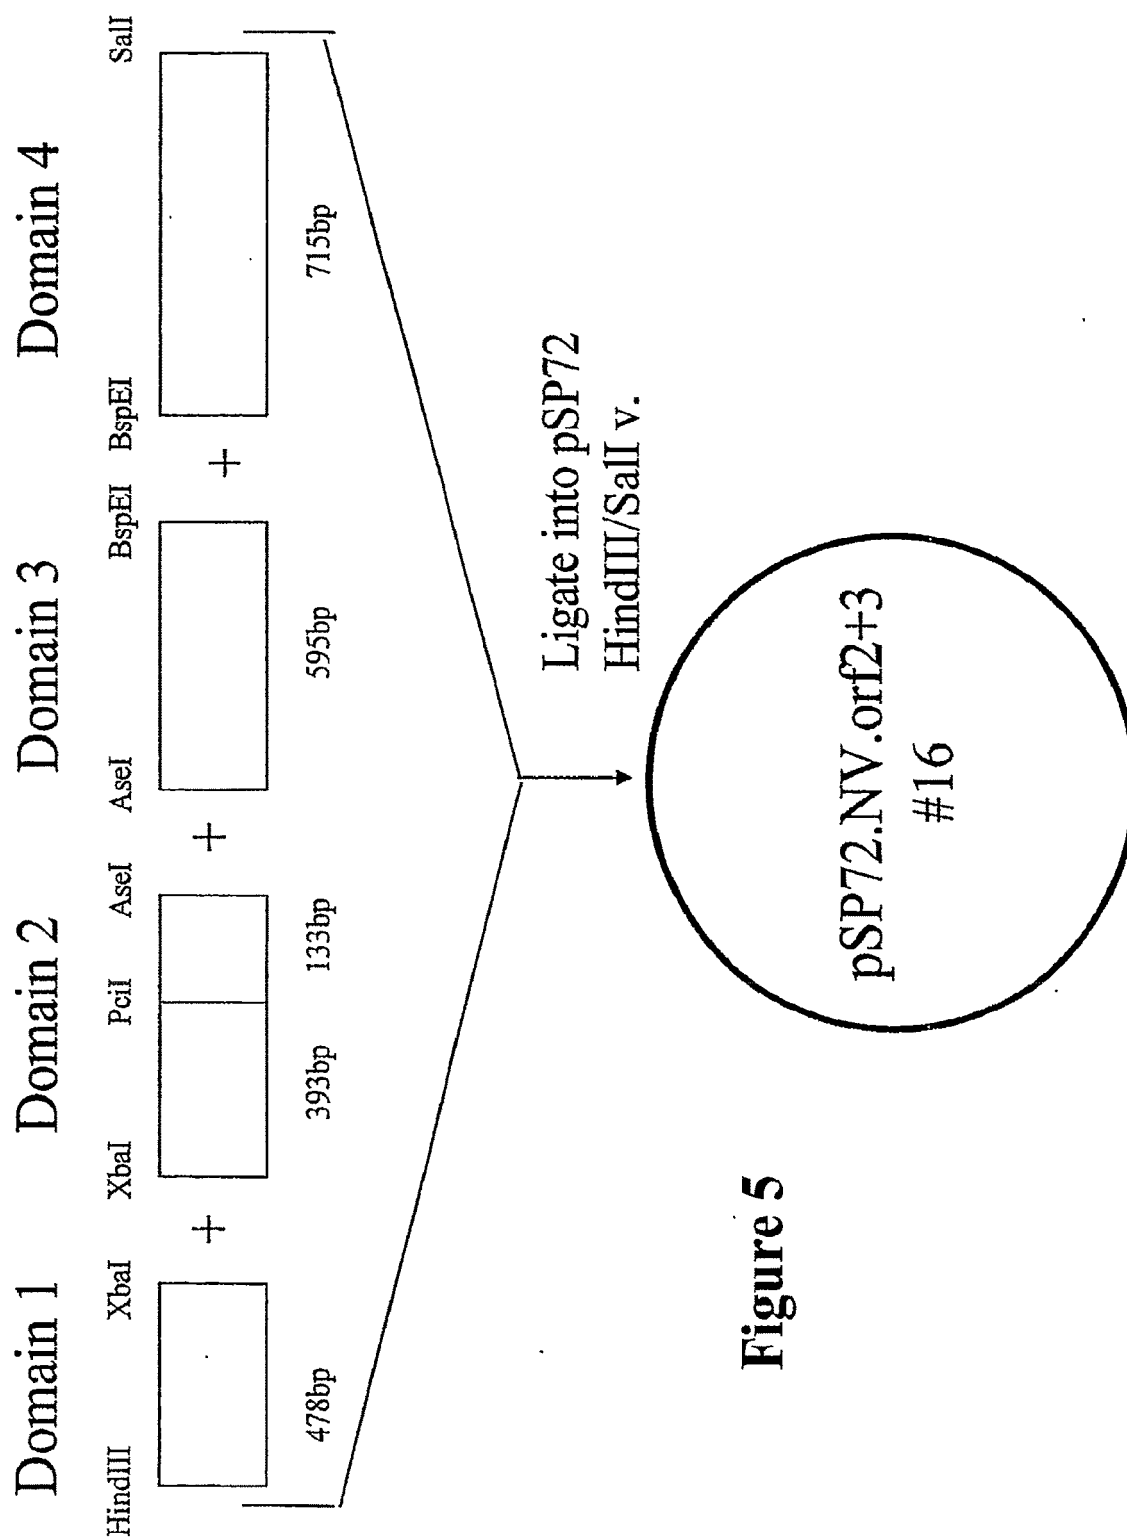 Domain 1 Domain 2 Domain 3 Domain 4
HindIII XbaI XbaI PciI AseI AseI BspEI BspEI SalI
+ + +
478bp 393bp 133bp 595bp 715bp
Ligate into pSP72
HindIII/SalI v.
pSP72.NV.orf2+3
#16
Figure 5